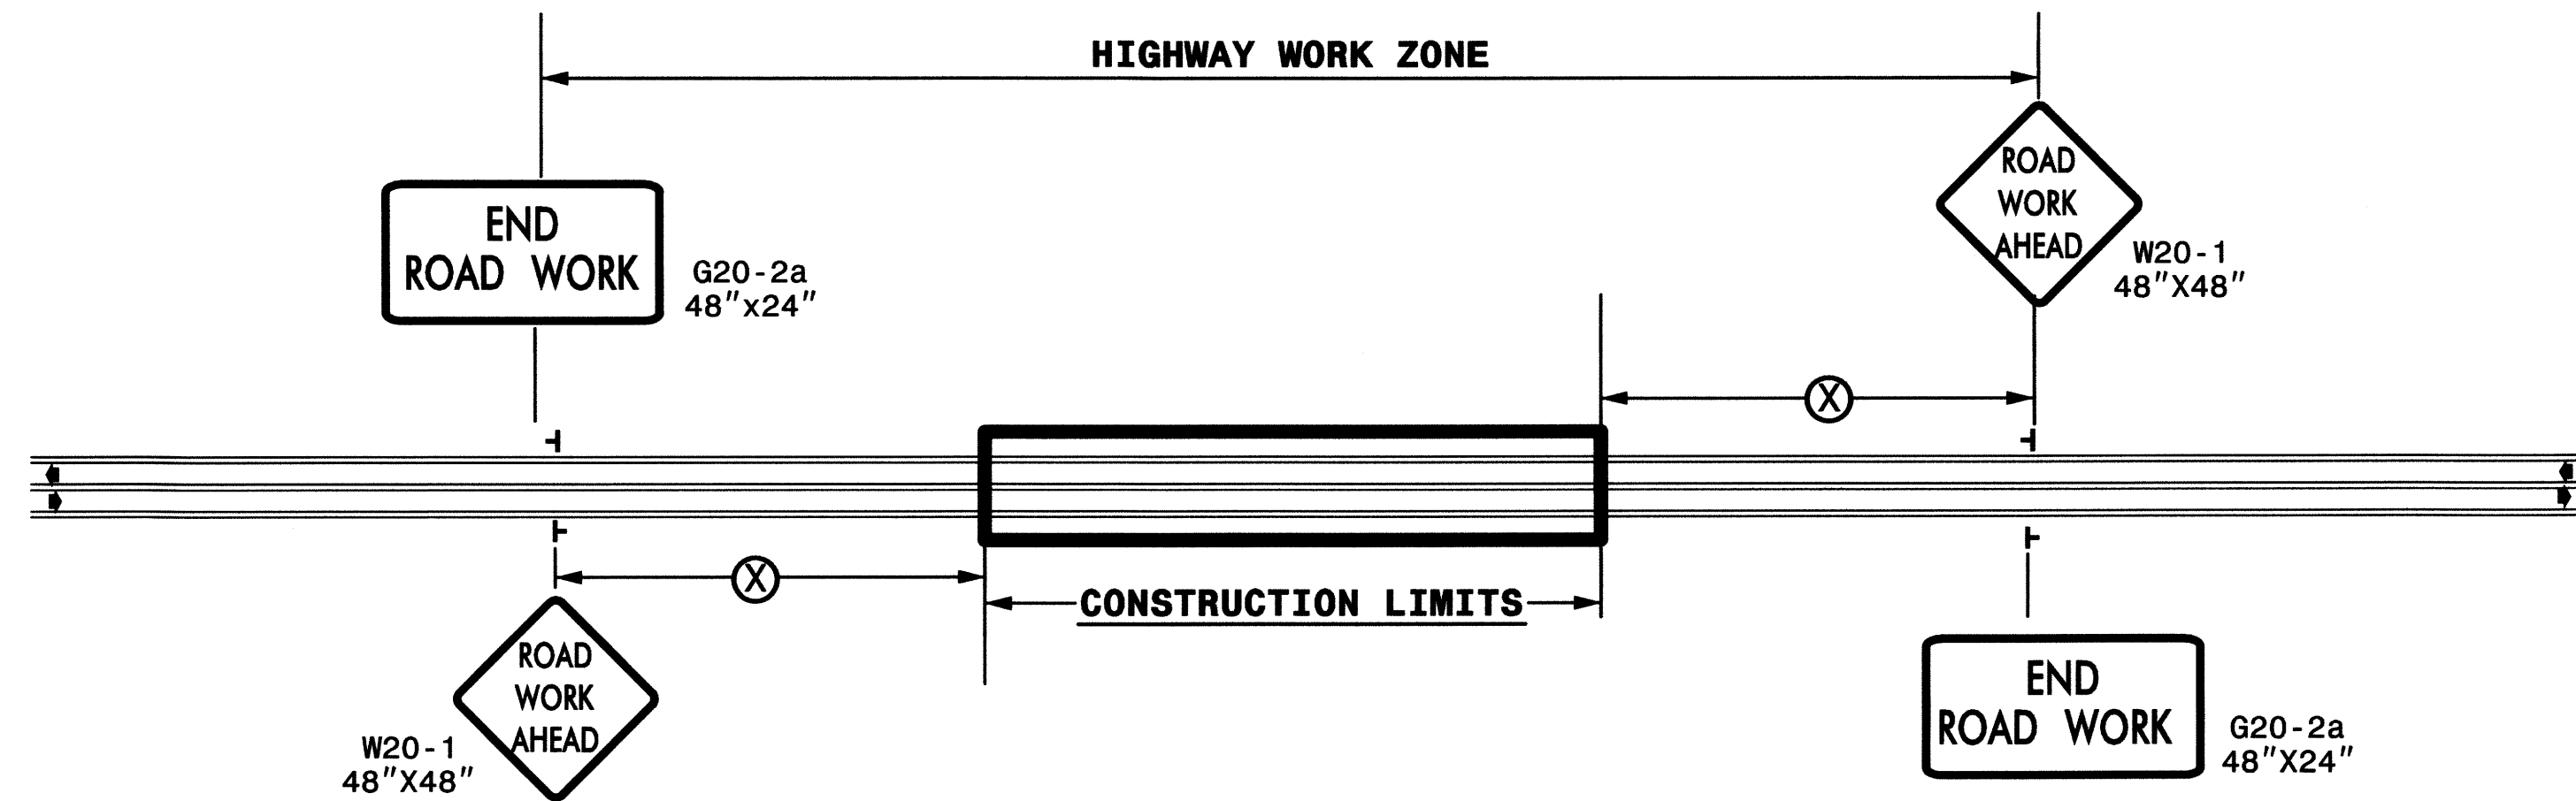 HIGHWAY WORK ZONE
END
ROAD WORK
G20-2a
48"x24"
ROAD
WORK
AHEAD
W20-1
48"X48"
X
X
CONSTRUCTION LIMITS
ROAD
WORK
AHEAD
W20-1
48"X48"
END
ROAD WORK
G20-2a
48"X24"